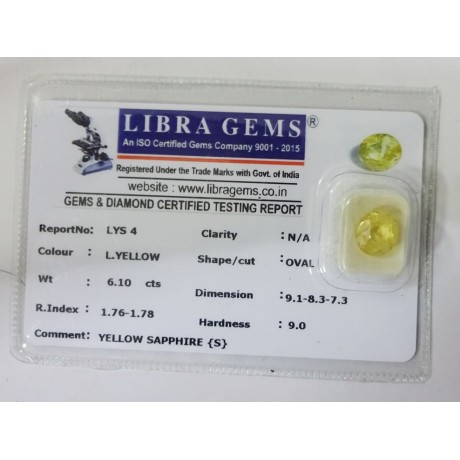 LIBRA GEMS®
An ISO Certified Gems Company 9001 - 2015
Registered Under the Trade Marks with Govt. of India
website : www.libragems.co.in
GEMS & DIAMOND CERTIFIED TESTING REPORT
ReportNo: LYS 4
Clarity : N/A
Colour : L.YELLOW
Shape/cut : OVAL
Wt : 6.10 cts
Dimension : 9.1-8.3-7.3
R.Index : 1.76-1.78
Hardness : 9.0
Comment: YELLOW SAPPHIRE {S}